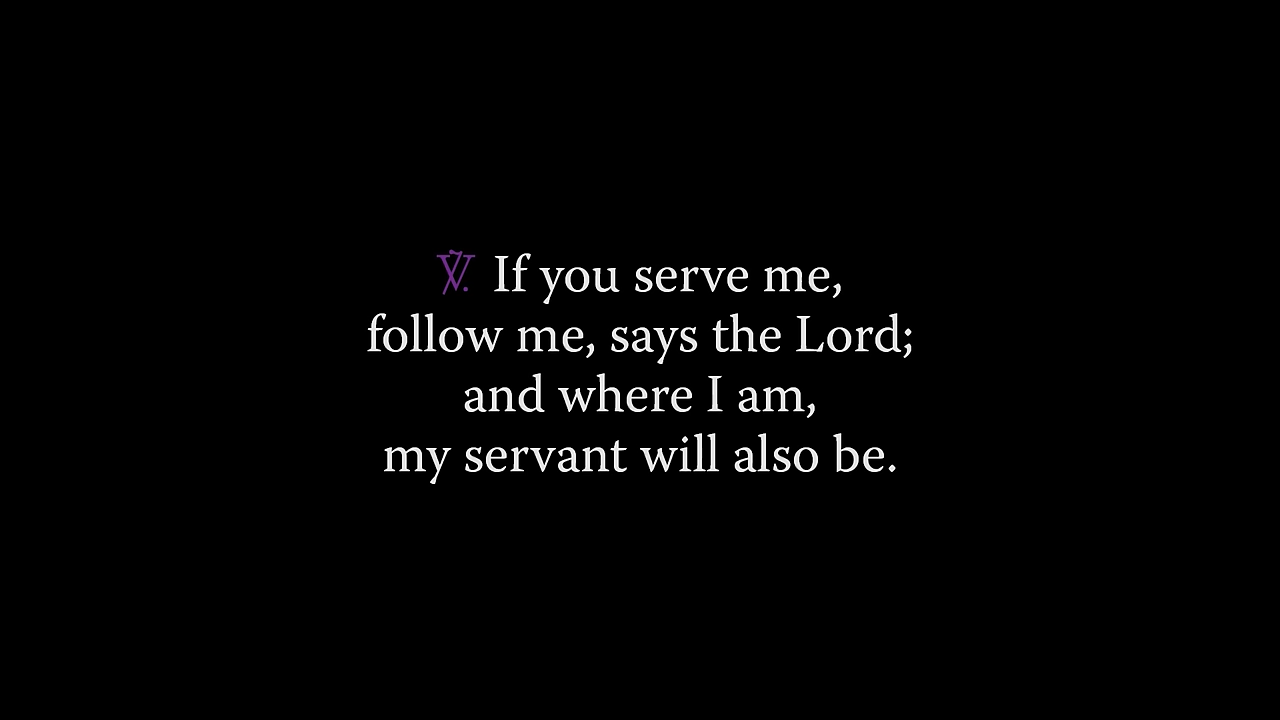 ℣. If you serve me,
follow me, says the Lord;
and where I am,
my servant will also be.